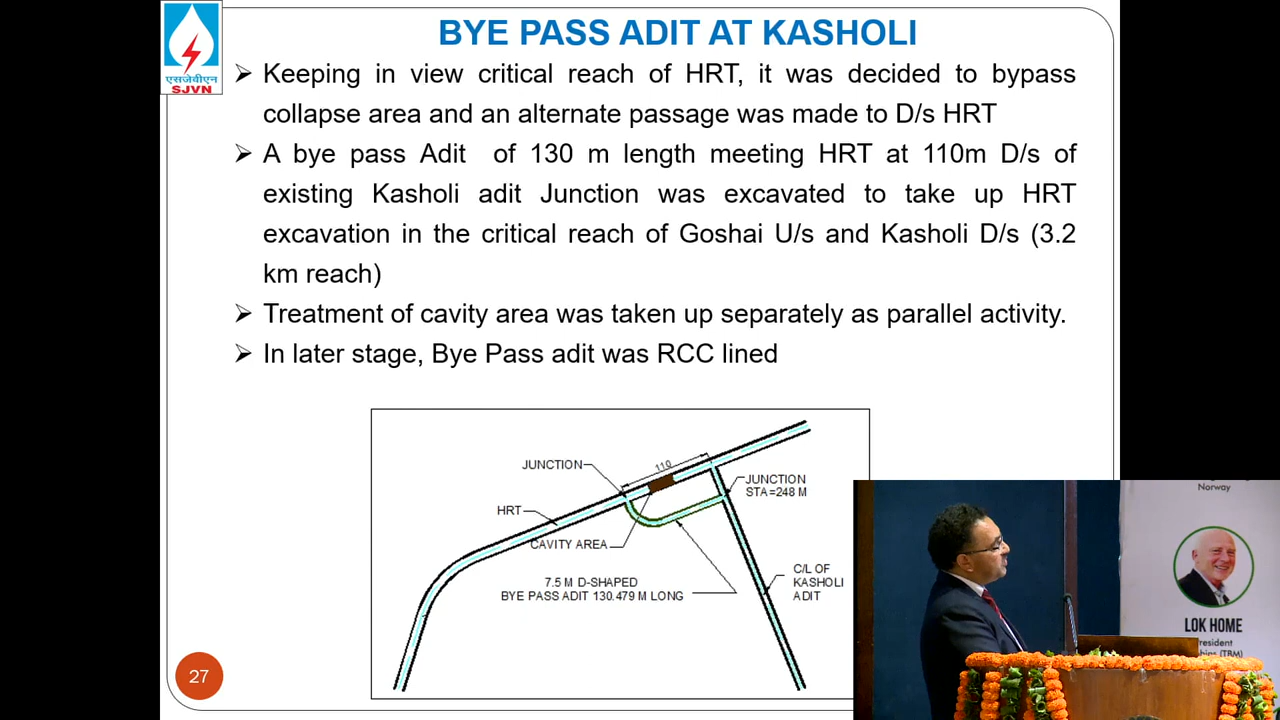 BYE PASS ADIT AT KASHOLI
एसजेवीएन
SJVN
➢ Keeping in view critical reach of HRT, it was decided to bypass
collapse area and an alternate passage was made to D/s HRT
➢ A bye pass Adit of 130 m length meeting HRT at 110m D/s of
existing Kasholi adit Junction was excavated to take up HRT
excavation in the critical reach of Goshai U/s and Kasholi D/s (3.2
km reach)
➢ Treatment of cavity area was taken up separately as parallel activity.
➢ In later stage, Bye Pass adit was RCC lined
110
JUNCTION
JUNCTION
STA=248 M
HRT
CAVITY AREA
7.5 M D-SHAPED
BYE PASS ADIT 130.479 M LONG
C/L OF
KASHOLI
ADIT
27
Norway
LOK HOME
(TBM)